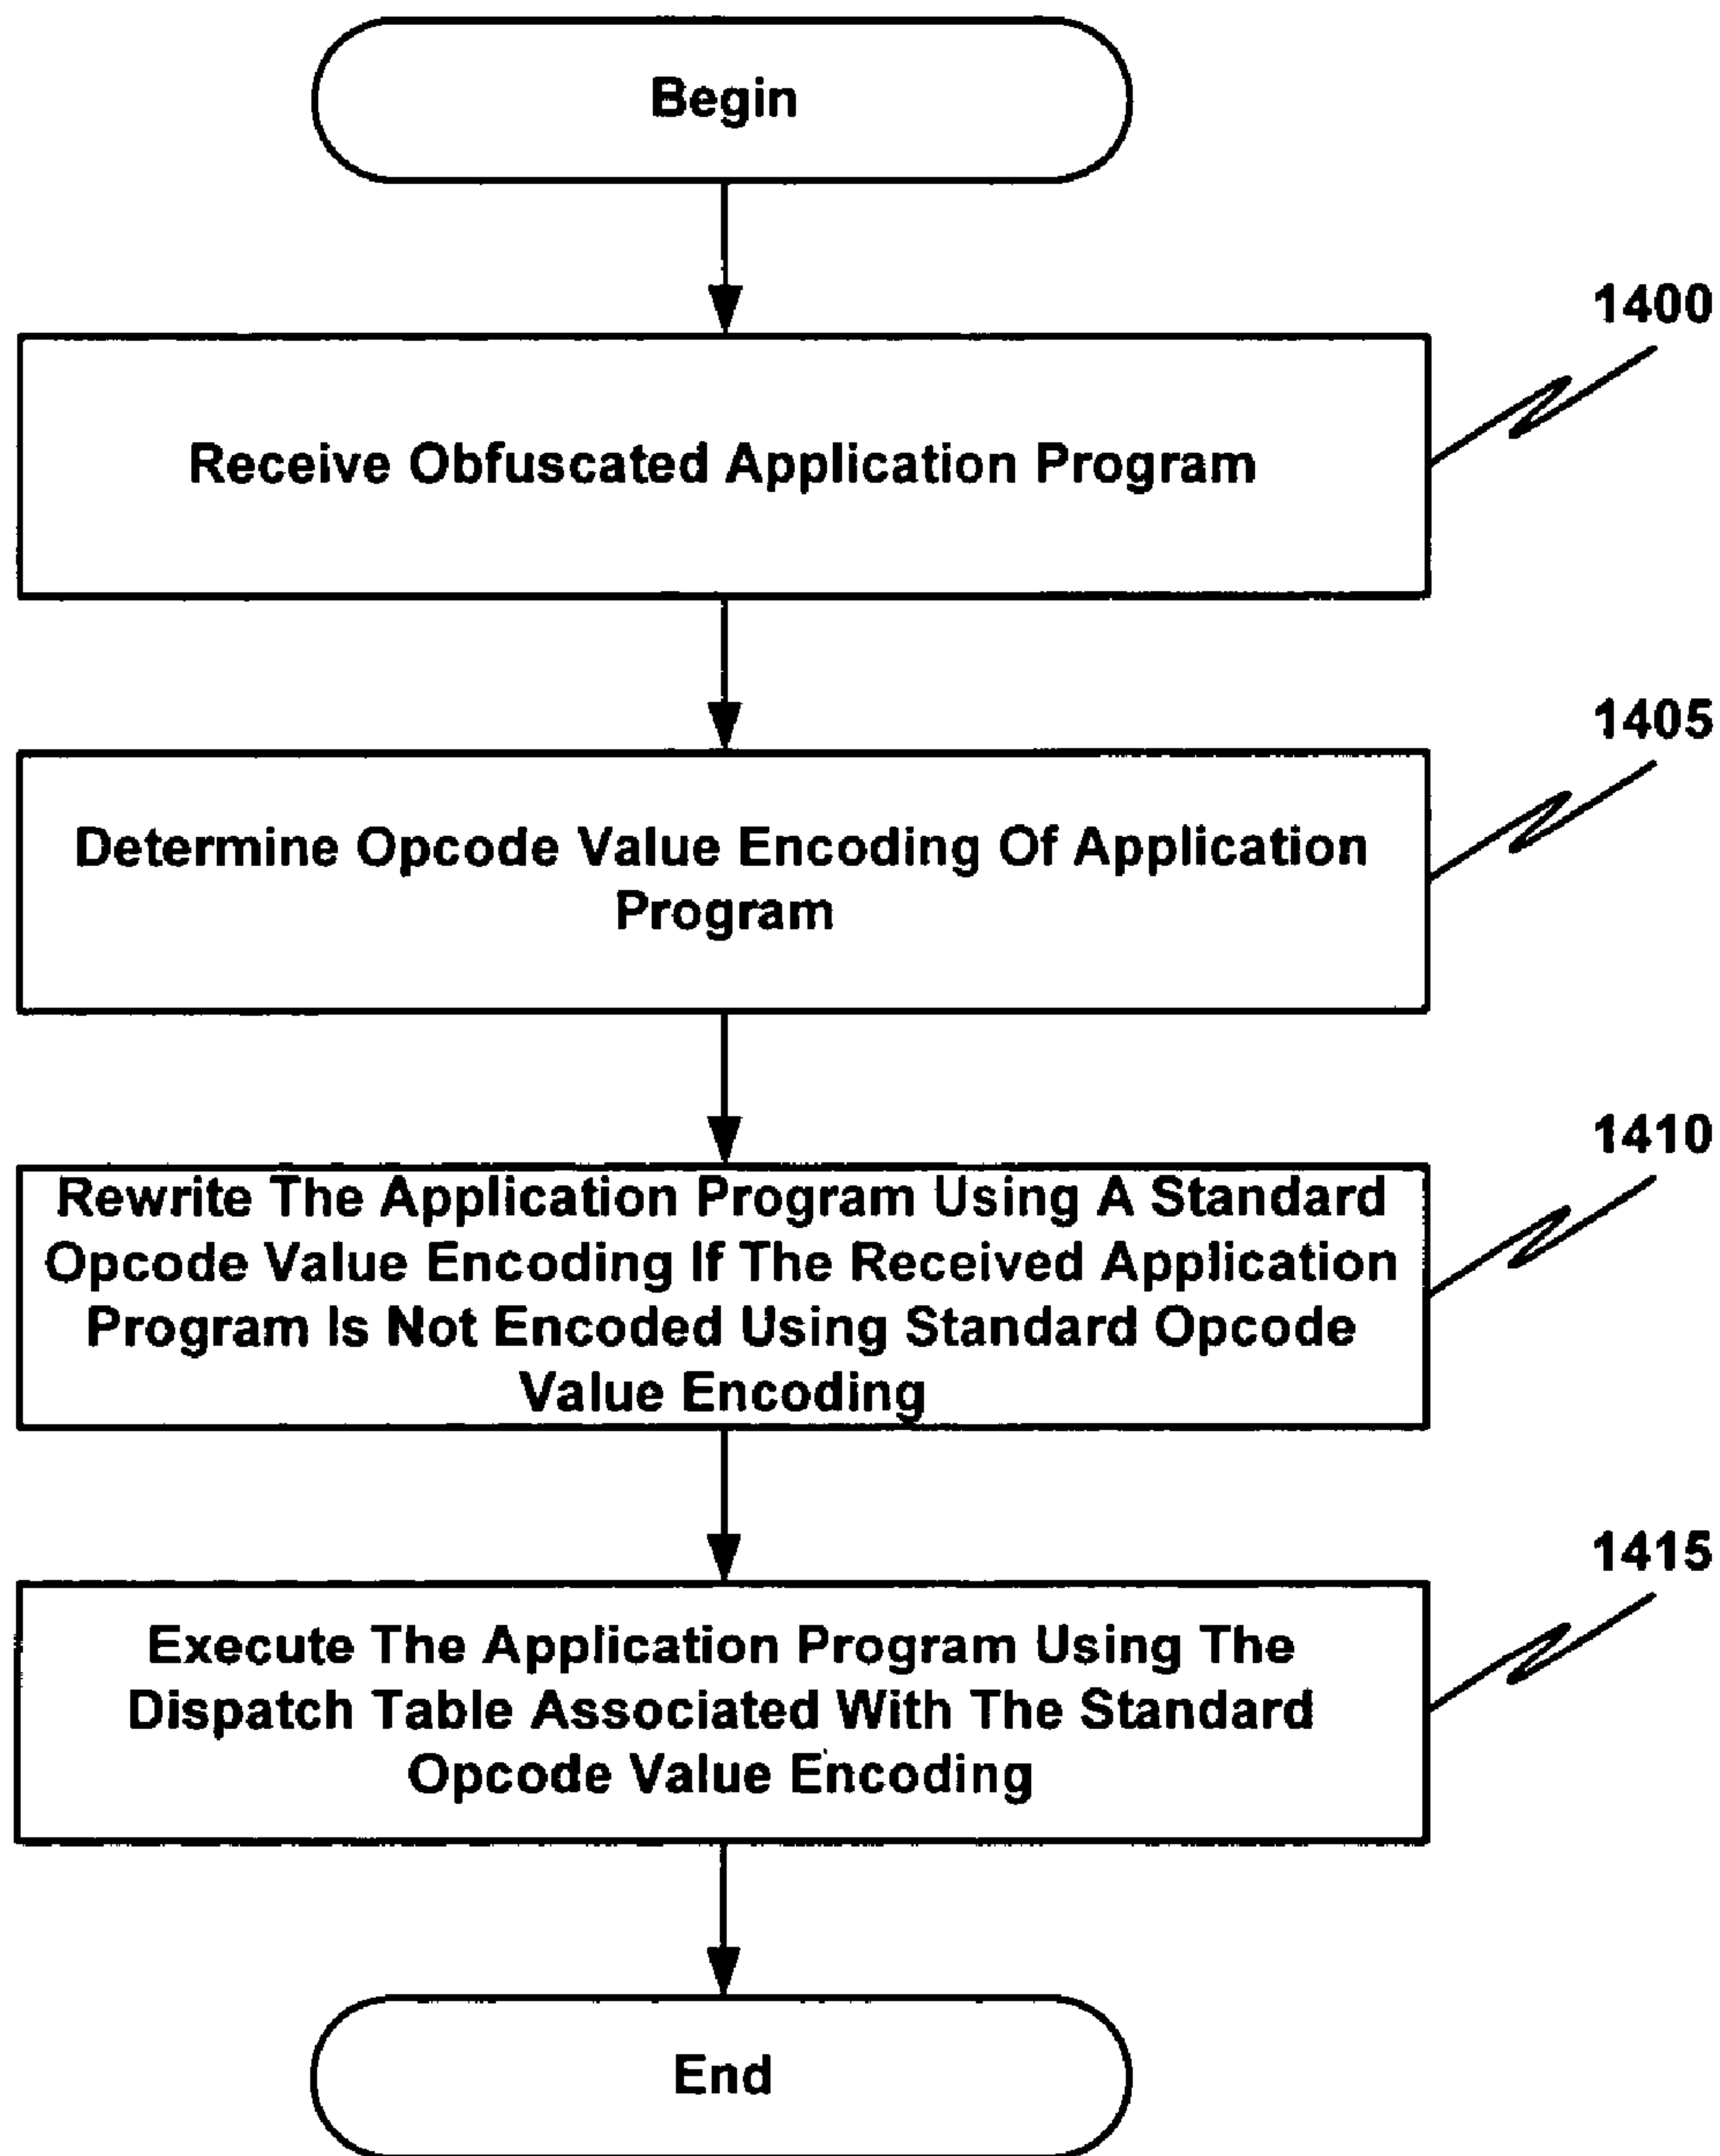 Begin
1400
Receive Obfuscated Application Program
1405
Determine Opcode Value Encoding Of Application
Program
1410
Rewrite The Application Program Using A Standard
Opcode Value Encoding If The Received Application
Program Is Not Encoded Using Standard Opcode
Value Encoding
1415
Execute The Application Program Using The
Dispatch Table Associated With The Standard
Opcode Value Encoding
End